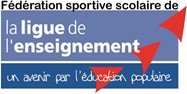 Fédération sportive scolaire de
la ligue de
l'enseignement
un avenir par l'éducation populaire